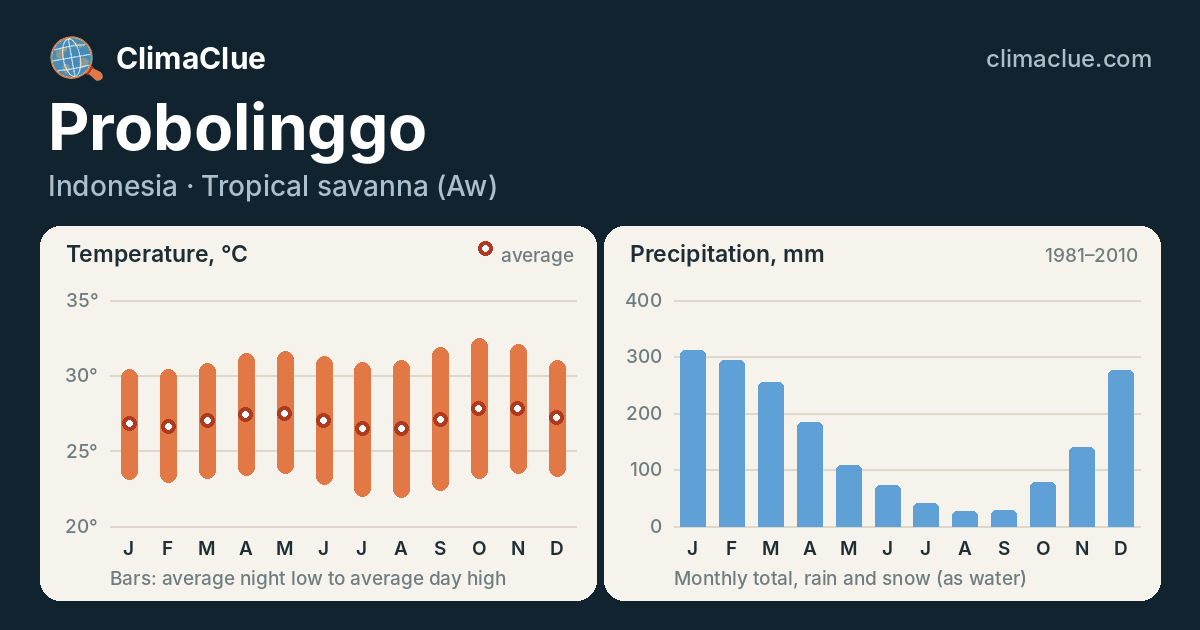 ClimaClue
climaclue.com
Probolinggo
Indonesia · Tropical savanna (Aw)
Temperature, °C
average
35°
30°
25°
20°
J F M A M J J A S O N D
Bars: average night low to average day high
Precipitation, mm
1981–2010
400
300
200
100
0
J F M A M J J A S O N D
Monthly total, rain and snow (as water)